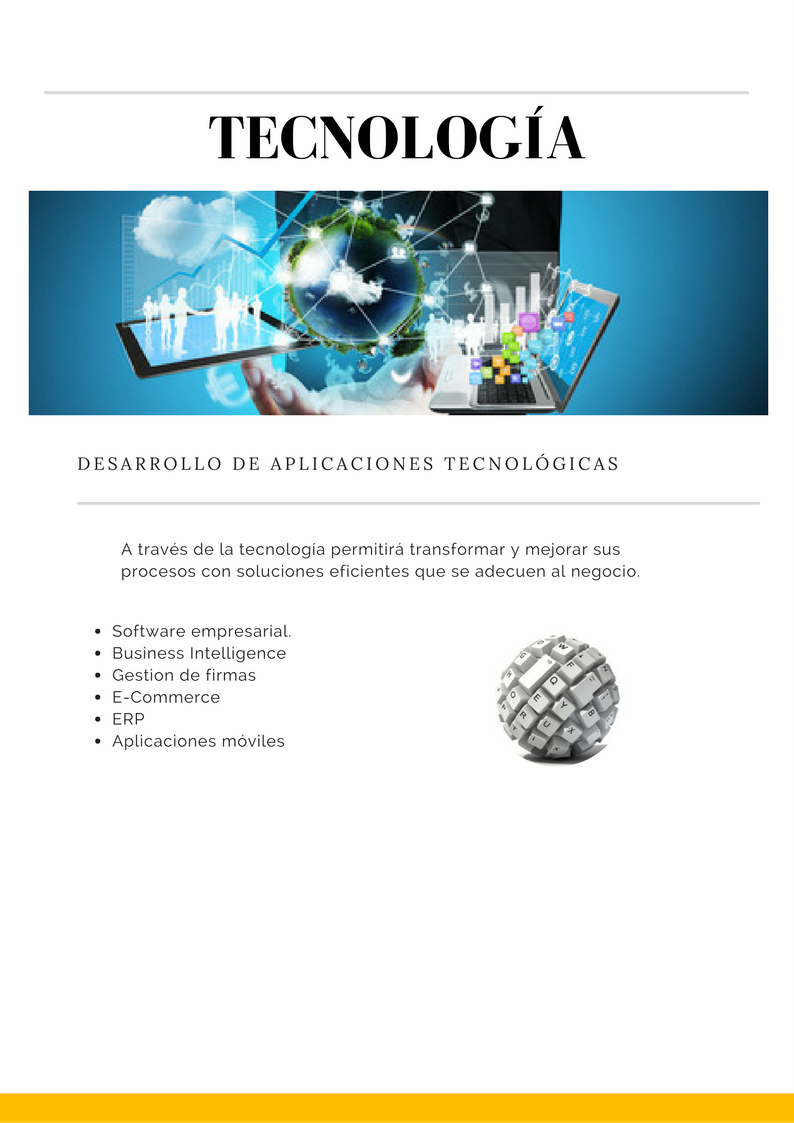 TECNOLOGÍA
DESARROLLO DE APLICACIONES TECNOLÓGICAS
A través de la tecnología permitirá transformar y mejorar sus
procesos con soluciones eficientes que se adecuen al negocio.
• Software empresarial.
• Business Intelligence
• Gestion de firmas
• E-Commerce
• ERP
• Aplicaciones móviles